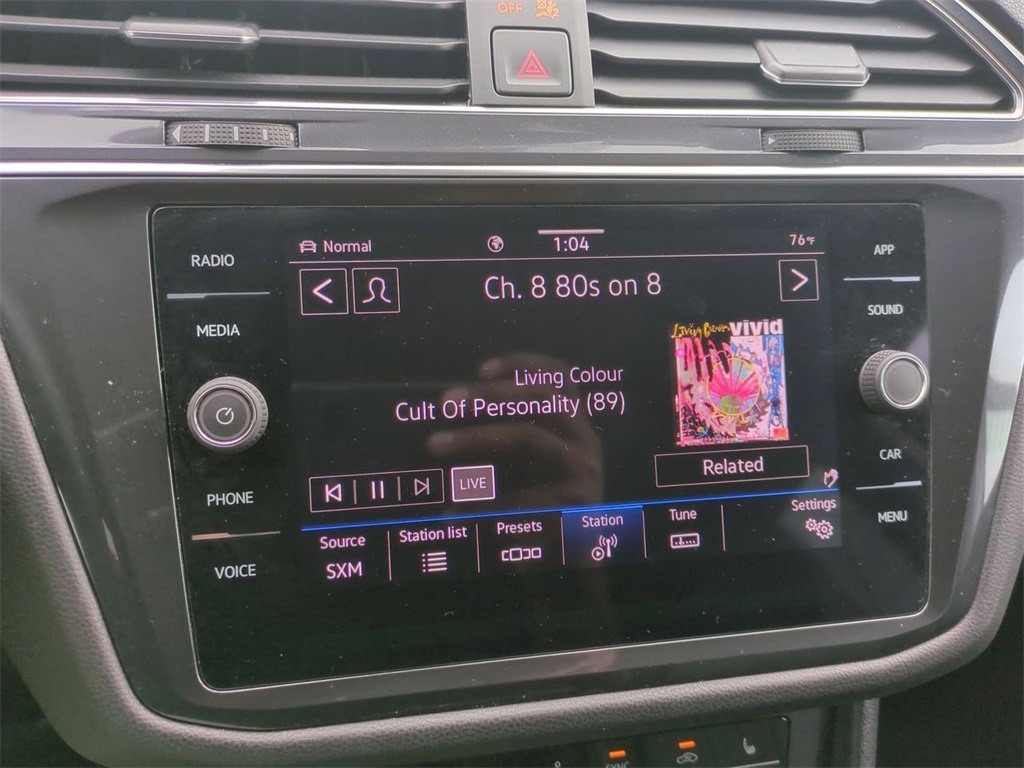 OFF
RADIO
MEDIA
PHONE
VOICE
Normal
1:04
76°F
Ch. 8 80s on 8
Living Colour
Cult Of Personality (89)
Living Colour vivid
Related
LIVE
Source
SXM
Station list
Presets
Station
Tune
Settings
APP
SOUND
CAR
MENU
SYNC